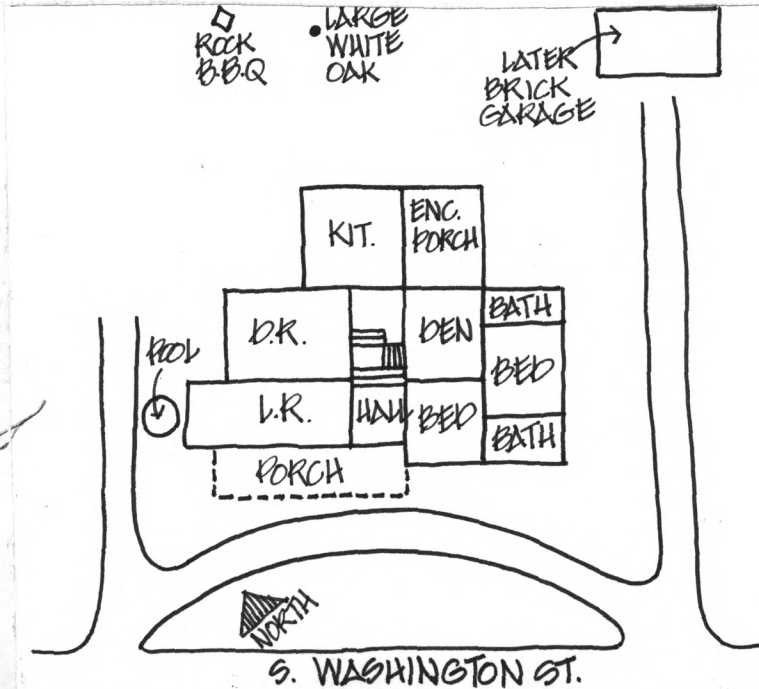 ROCK
B.B.Q
LARGE
WHITE
OAK
LATER
BRICK
GARAGE
KIT.
ENC.
PORCH
D.R.
DEN
BATH
POOL
BED
L.R.
HALL
BED
BATH
PORCH
NORTH
S. WASHINGTON ST.